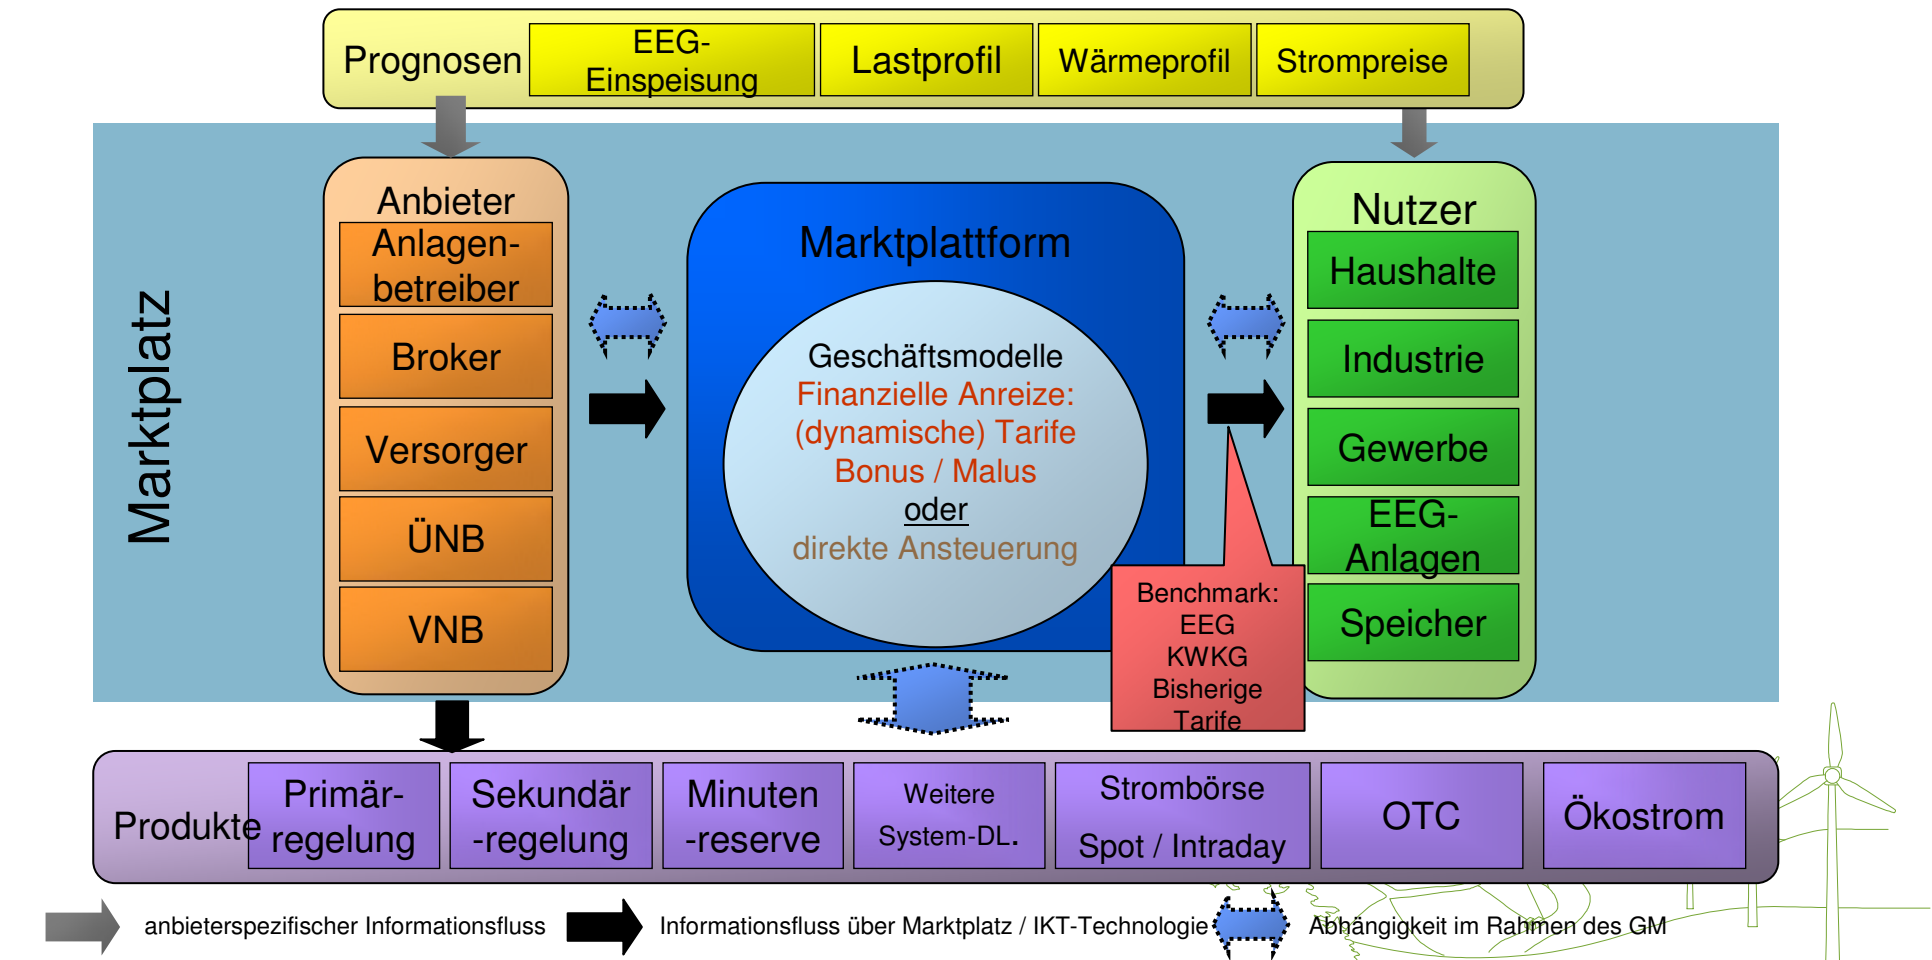 Prognosen
EEG-
Einspeisung
Lastprofil
Wärmeprofil
Strompreise
Marktplatz
Anbieter
Anlagen-
betreiber
Broker
Versorger
ÜNB
VNB
Marktplattform
Geschäftsmodelle
Finanzielle Anreize:
(dynamische) Tarife
Bonus / Malus
oder
direkte Ansteuerung
Nutzer
Haushalte
Industrie
Gewerbe
EEG-
Anlagen
Speicher
Benchmark:
EEG
KWKG
Bisherige
Tarife
Produkte
Primär-
regelung
Sekundär
-regelung
Minuten
-reserve
Weitere
System-DL.
Strombörse
Spot / Intraday
OTC
Ökostrom
anbieterspezifischer Informationsfluss
Informationsfluss über Marktplatz / IKT-Technologie
Abhängigkeit im Rahmen des GM